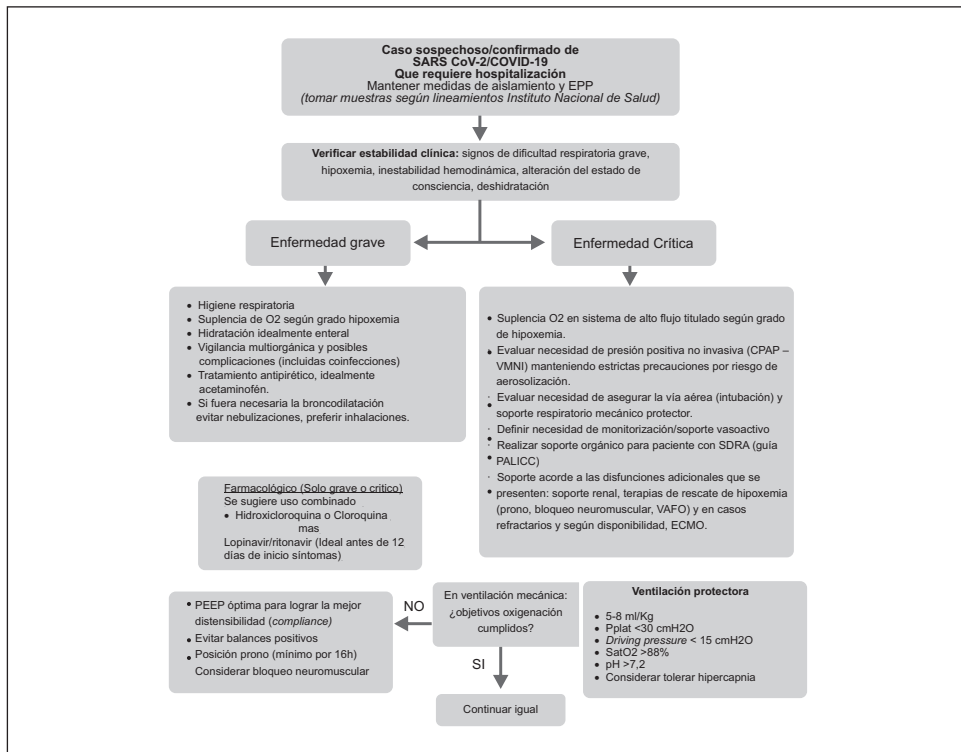 Caso sospechoso/confirmado de
SARS CoV-2/COVID-19
Que requiere hospitalización
Mantener medidas de aislamiento y EPP
(tomar muestras según lineamientos Instituto Nacional de Salud)
Verificar estabilidad clínica: signos de dificultad respiratoria grave,
hipoxemia, inestabilidad hemodinámica, alteración del estado de
consciencia, deshidratación
Enfermedad grave
Enfermedad Crítica
• Higiene respiratoria
• Suplencia de O2 según grado hipoxemia
• Hidratación idealmente enteral
• Vigilancia multiorgánica y posibles
complicaciones (incluidas coinfecciones)
• Tratamiento antipirético, idealmente
acetaminofén.
• Si fuera necesaria la broncodilatación
evitar nebulizaciones, preferir inhalaciones.
• Suplencia O2 en sistema de alto flujo titulado según grado
de hipoxemia.
• Evaluar necesidad de presión positiva no invasiva (CPAP –
VMNI) manteniendo estrictas precauciones por riesgo de
aerosolización.
· Evaluar necesidad de asegurar la vía aérea (intubación) y
• soporte respiratorio mecánico protector.
· Definir necesidad de monitorización/soporte vasoactivo
• Realizar soporte orgánico para paciente con SDRA (guía
• PALICC)
· Soporte acorde a las disfunciones adicionales que se
• presenten: soporte renal, terapias de rescate de hipoxemia
(prono, bloqueo neuromuscular, VAFO) y en casos
refractarios y según disponibilidad, ECMO.
Farmacológico (Solo grave o crítico)
Se sugiere uso combinado
• Hidroxicloroquina o Cloroquina
mas
Lopinavir/ritonavir (Ideal antes de 12
días de inicio síntomas)
• PEEP óptima para lograr la mejor
distensibilidad (compliance)
• Evitar balances positivos
• Posición prono (mínimo por 16h)
Considerar bloqueo neuromuscular
NO
En ventilación mecánica:
¿objetivos oxigenación
cumplidos?
SI
Continuar igual
Ventilación protectora
• 5-8 ml/Kg
• Pplat <30 cmH2O
• Driving pressure < 15 cmH2O
• SatO2 >88%
• pH >7,2
• Considerar tolerar hipercapnia